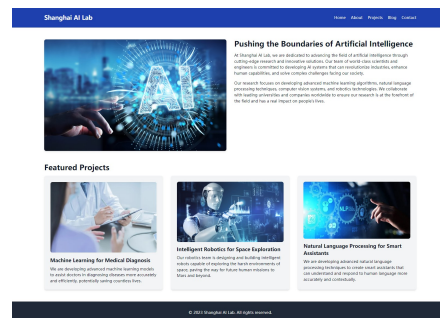 Shanghai AI Lab
Home About Projects Blog Contact
AI
Pushing the Boundaries of Artificial Intelligence
At Shanghai AI Lab, we are dedicated to advancing the field of artificial intelligence through
cutting-edge research and innovative solutions. Our team of world-class scientists and
engineers is committed to developing AI systems that can revolutionize industries, enhance
human capabilities, and solve complex challenges facing our society.
Our research focuses on developing advanced machine learning algorithms, natural language
processing techniques, computer vision systems, and robotics technologies. We collaborate
with leading universities and companies worldwide to ensure our research is at the forefront of
the field and has a real impact on people's lives.
Featured Projects
Machine Learning for Medical Diagnosis
We are developing advanced machine learning models
to assist doctors in diagnosing diseases more accurately
and efficiently, potentially saving countless lives.
Intelligent Robotics for Space Exploration
Our robotics team is designing and building intelligent
robots capable of exploring the harsh environments of
space, paving the way for future human missions to
Mars and beyond.
Natural Language Processing for Smart
Assistants
We are developing advanced natural language
processing techniques to create smart assistants that
can understand and respond to human language more
accurately and contextually.
© 2023 Shanghai AI Lab. All rights reserved.